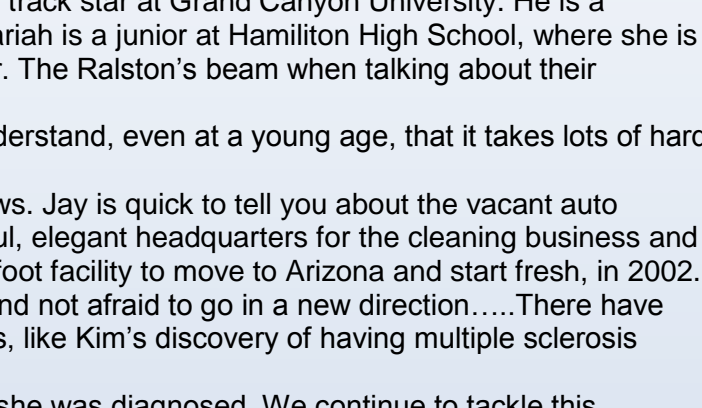 track star at Grand Canyon University. He is a
ariah is a junior at Hamiliton High School, where she is
r. The Ralston’s beam when talking about their
derstand, even at a young age, that it takes lots of hard
ws. Jay is quick to tell you about the vacant auto
ul, elegant headquarters for the cleaning business and
foot facility to move to Arizona and start fresh, in 2002.
nd not afraid to go in a new direction…..There have
s, like Kim’s discovery of having multiple sclerosis
she was diagnosed. We continue to tackle this